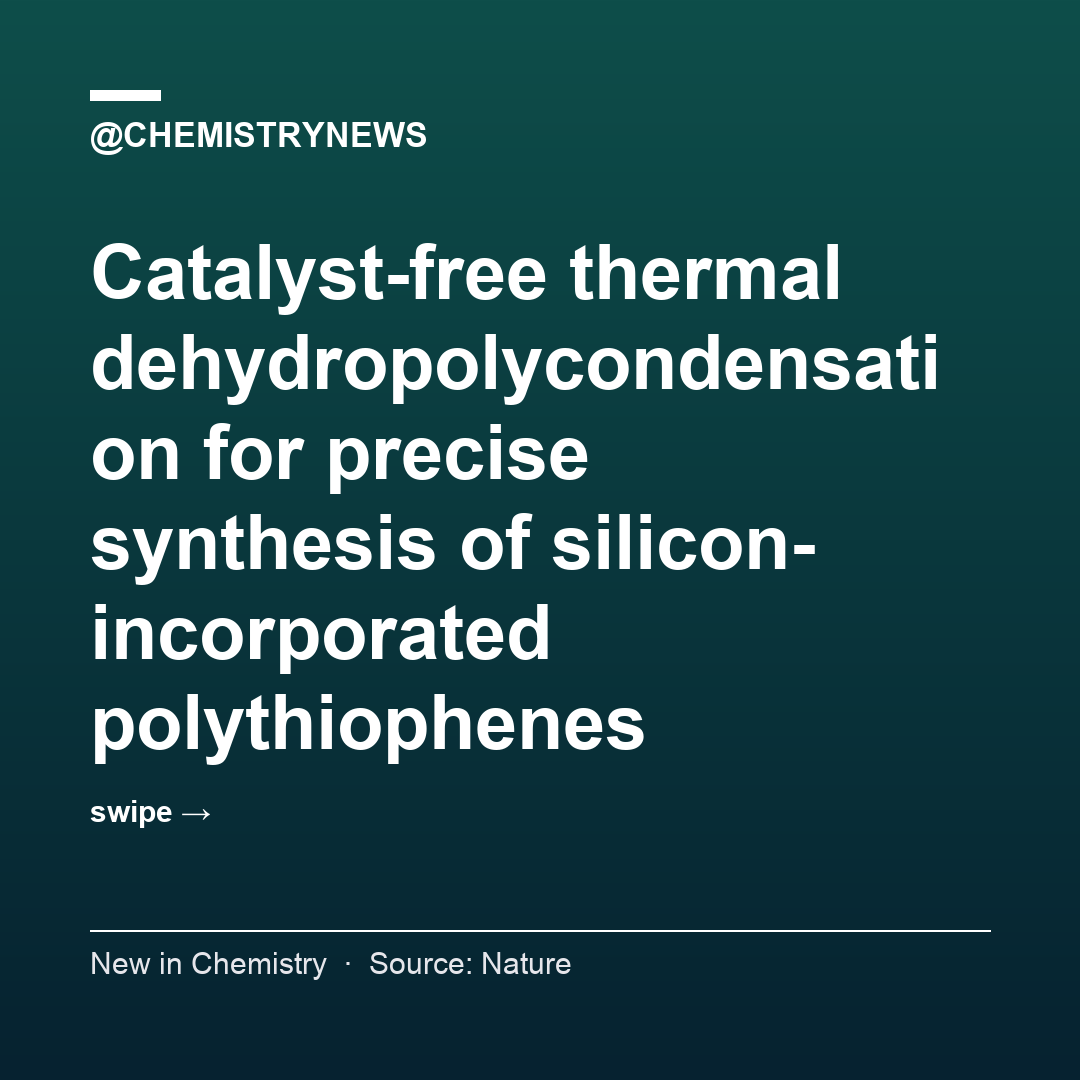 @CHEMISTRYNEWS
Catalyst-free thermal
dehydropolycondensati
on for precise
synthesis of silicon-
incorporated
polythiophenes
swipe →
New in Chemistry · Source: Nature